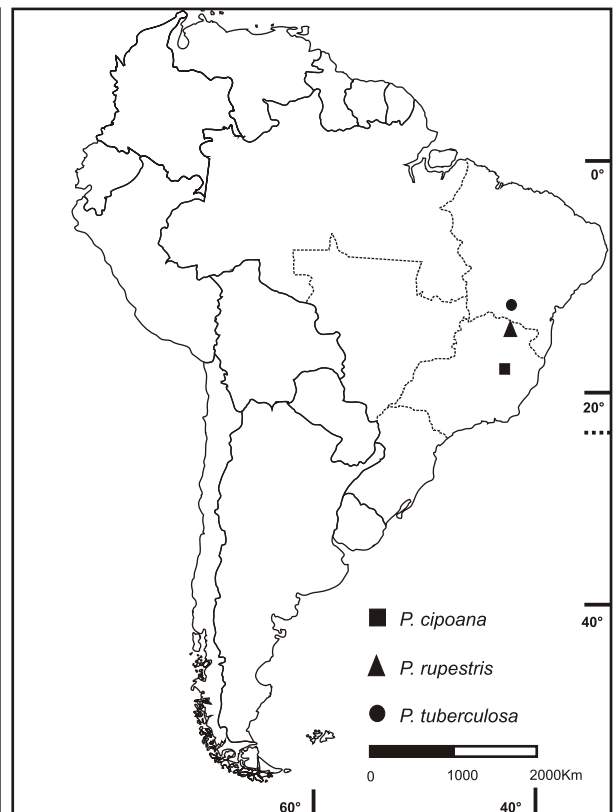 0°
20°
40°
P. cipoana
P. rupestris
P. tuberculosa
0 1000 2000Km
60° 40°